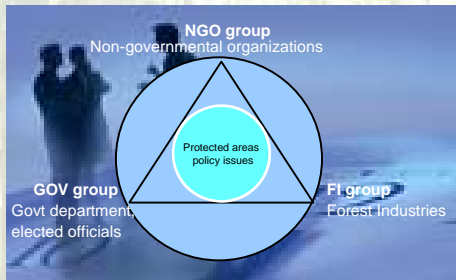 NGO group
Non-governmental organizations
Protected areas
policy issues
GOV group
Govt department,
elected officials
FI group
Forest Industries